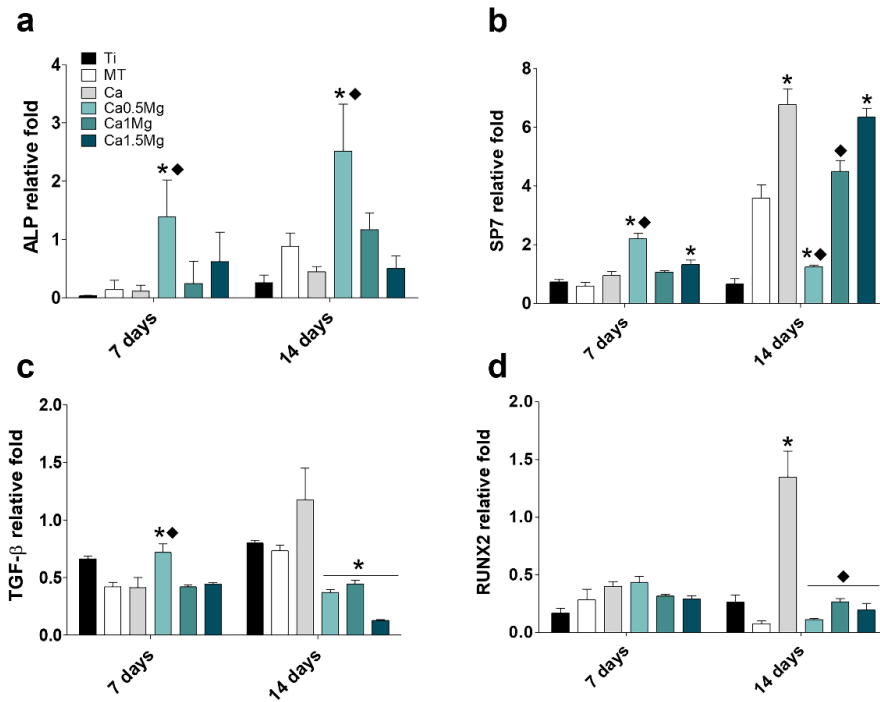 a
ALP relative fold
4
3
2
1
0
Ti
MT
Ca
Ca0.5Mg
Ca1Mg
Ca1.5Mg
*◆
*◆
7 days
14 days
b
SP7 relative fold
8
6
4
2
0
*◆
*
*
*◆
◆
*
7 days
14 days
c
TGF-β relative fold
2.0
1.5
1.0
0.5
0.0
*◆
*
7 days
14 days
d
RUNX2 relative fold
2.0
1.5
1.0
0.5
0.0
*
◆
7 days
14 days